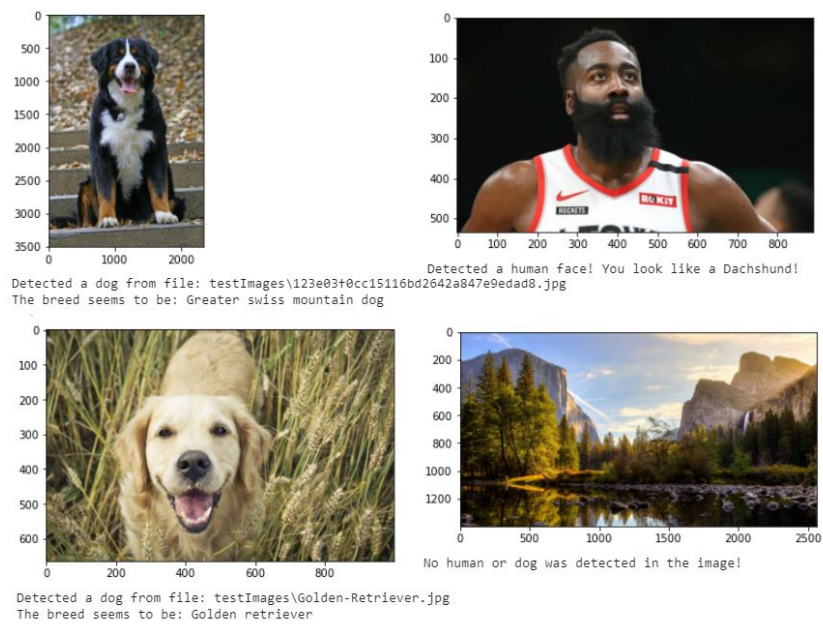 0
500
1000
1500
2000
2500
3000
3500
0 1000 2000
0
100
200
300
400
500
0 100 200 300 400 500 600 700 800
ROKiT
ROCKETS
Detected a human face! You look like a Dachshund!
Detected a dog from file: testImages\123e03f0cc15116bd2642a847e9edad8.jpg
The breed seems to be: Greater swiss mountain dog
0
100
200
300
400
500
600
0 200 400 600 800
0
200
400
600
800
1000
1200
0 500 1000 1500 2000 2500
No human or dog was detected in the image!
Detected a dog from file: testImages\Golden-Retriever.jpg
The breed seems to be: Golden retriever